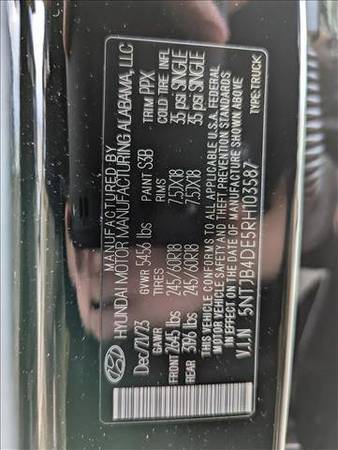 MANUFACTURED BY
HYUNDAI MOTOR MANUFACTURING ALABAMA, LLC
Dec/21/23 GVWR 5456 lbs PAINT S3B TRIM PPX
GAWR TIRES RIMS COLD TIRE INFL
FRONT 2645 lbs 245/60R18 7.5JX18 35 psi SINGLE
REAR 3196 lbs 245/60R18 7.5JX18 35 psi SINGLE
THIS VEHICLE CONFORMS TO ALL APPLICABLE U.S.A. FEDERAL
MOTOR VEHICLE SAFETY AND THEFT PREVENTION STANDARDS
IN EFFECT ON THE DATE OF MANUFACTURE SHOWN ABOVE
V.I.N 5NTJB4DE5RH103587 TYPE:TRUCK